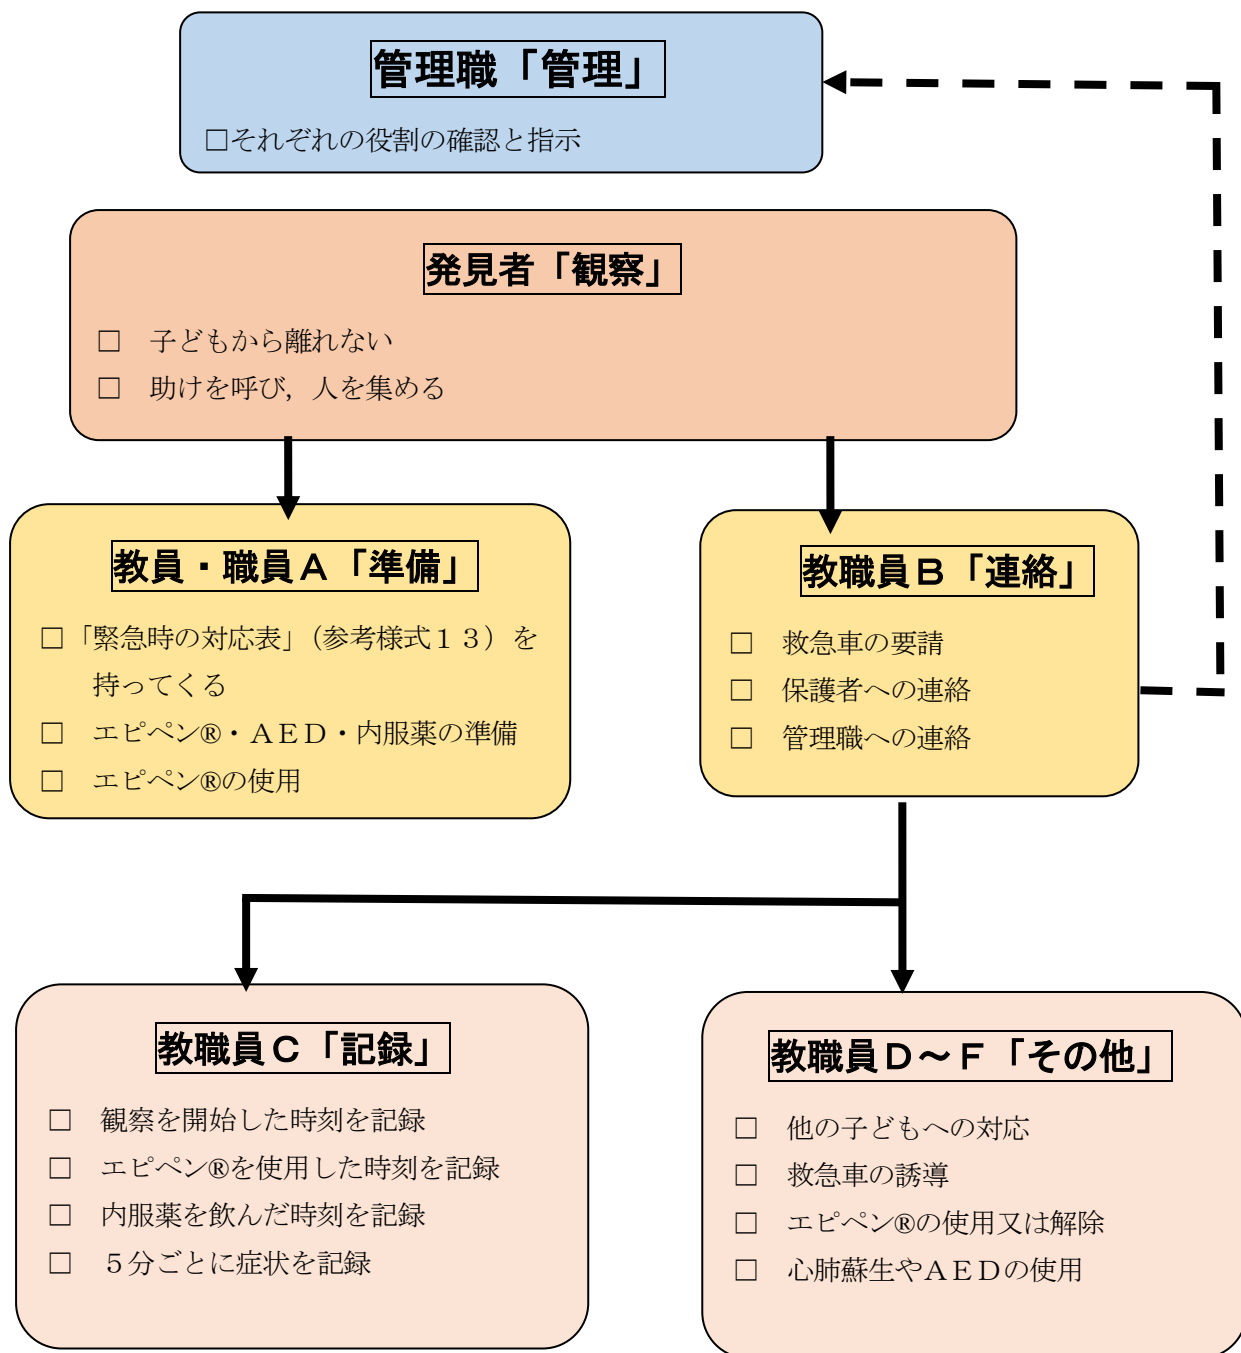 管理職「管理」
□それぞれの役割の確認と指示
発見者「観察」
□　子どもから離れない
□　助けを呼び，人を集める
教員・職員Ａ「準備」
□「緊急時の対応表」（参考様式１３）を
持ってくる
□　エピペン®・ＡＥＤ・内服薬の準備
□　エピペン®の使用
教職員Ｂ「連絡」
□　救急車の要請
□　保護者への連絡
□　管理職への連絡
教職員Ｃ「記録」
□　観察を開始した時刻を記録
□　エピペン®を使用した時刻を記録
□　内服薬を飲んだ時刻を記録
□　５分ごとに症状を記録
教職員Ｄ～Ｆ「その他」
□　他の子どもへの対応
□　救急車の誘導
□　エピペン®の使用又は解除
□　心肺蘇生やＡＥＤの使用